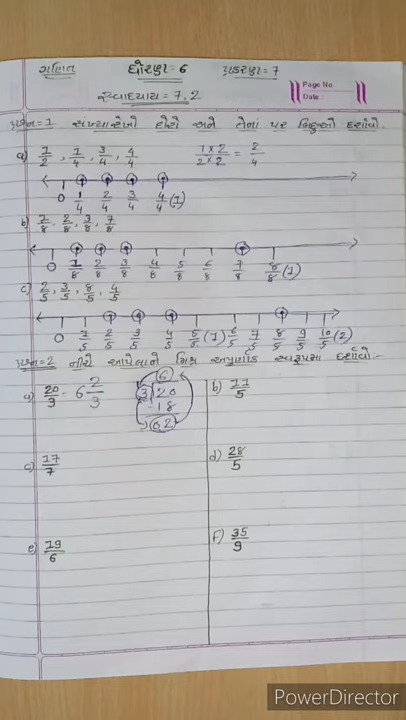 ગણિત ધોરણ:6 પ્રકરણ=7
Page No.
Date:
સ્વાધ્યાય=7.2
પ્રશ્ન=1 સંખ્યારેખા દોરો અને તેના પર બિંદુઓ દર્શાવો.
a) 1/2, 1/4, 3/4, 4/4 1×2/2×2 = 2/4
0 1/4 2/4 3/4 4/4 (1)
b) 1/8, 2/8, 3/8, 7/8
0 1/8 2/8 3/8 4/8 5/8 6/8 7/8 8/8 (1)
c) 2/5, 3/5, 8/5, 4/5
0 1/5 2/5 3/5 4/5 5/5 (1) 6/5 7/5 8/5 9/5 10/5 (2)
પ્રશ્ન=2 નીચે આપેલાને મિશ્ર અપૂર્ણાંક સ્વરૂપમાં દર્શાવો:-
a) 20/3 = 6 2/3
6
3 20
-18
02
b) 11/5
c) 17/7
d) 28/5
e) 19/6
F) 35/9
PowerDirector